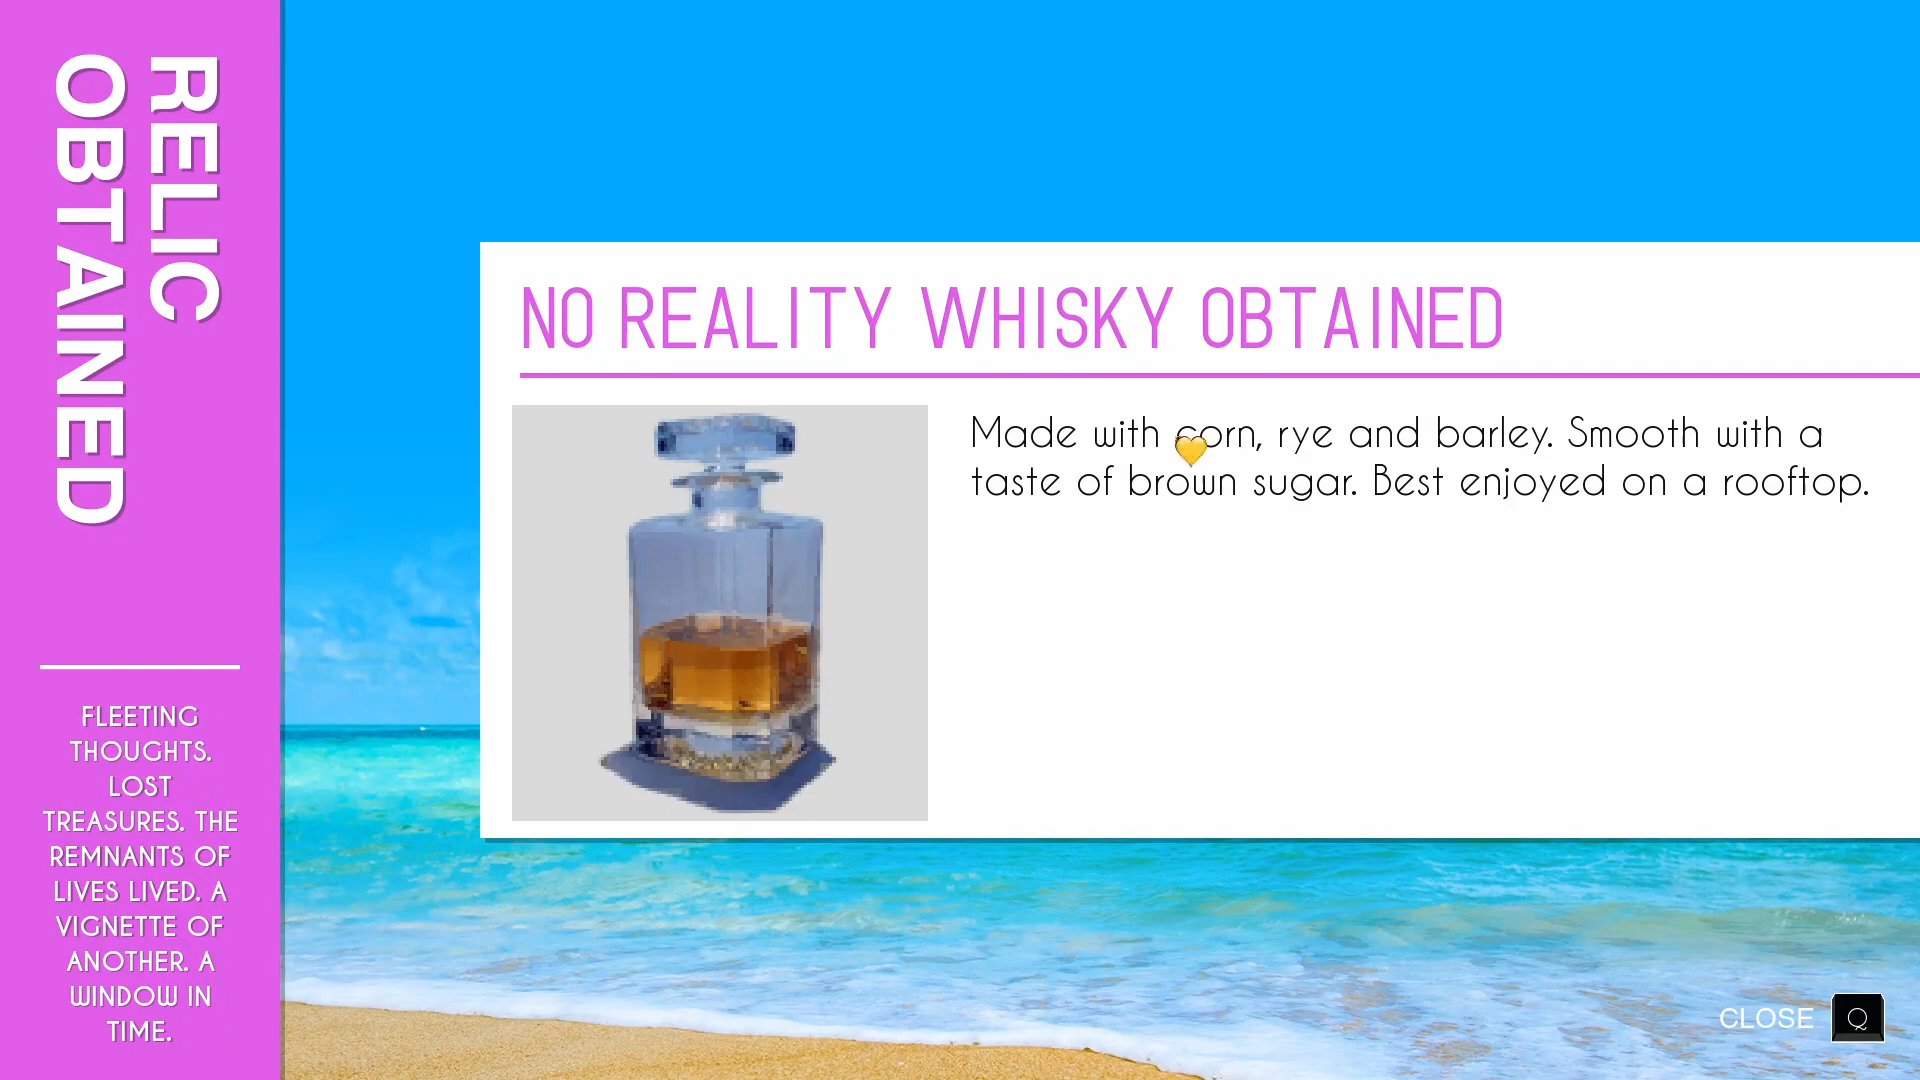 RELIC
OBTAINED
FLEETING
THOUGHTS.
LOST
TREASURES. THE
REMNANTS OF
LIVES LIVED. A
VIGNETTE OF
ANOTHER. A
WINDOW IN
TIME.
NO REALITY WHISKY OBTAINED
Made with corn, rye and barley. Smooth with a
taste of brown sugar. Best enjoyed on a rooftop.
CLOSE Q